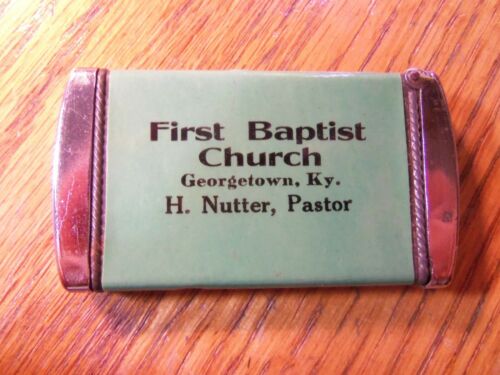 First Baptist
Church
Georgetown, Ky.
H. Nutter, Pastor